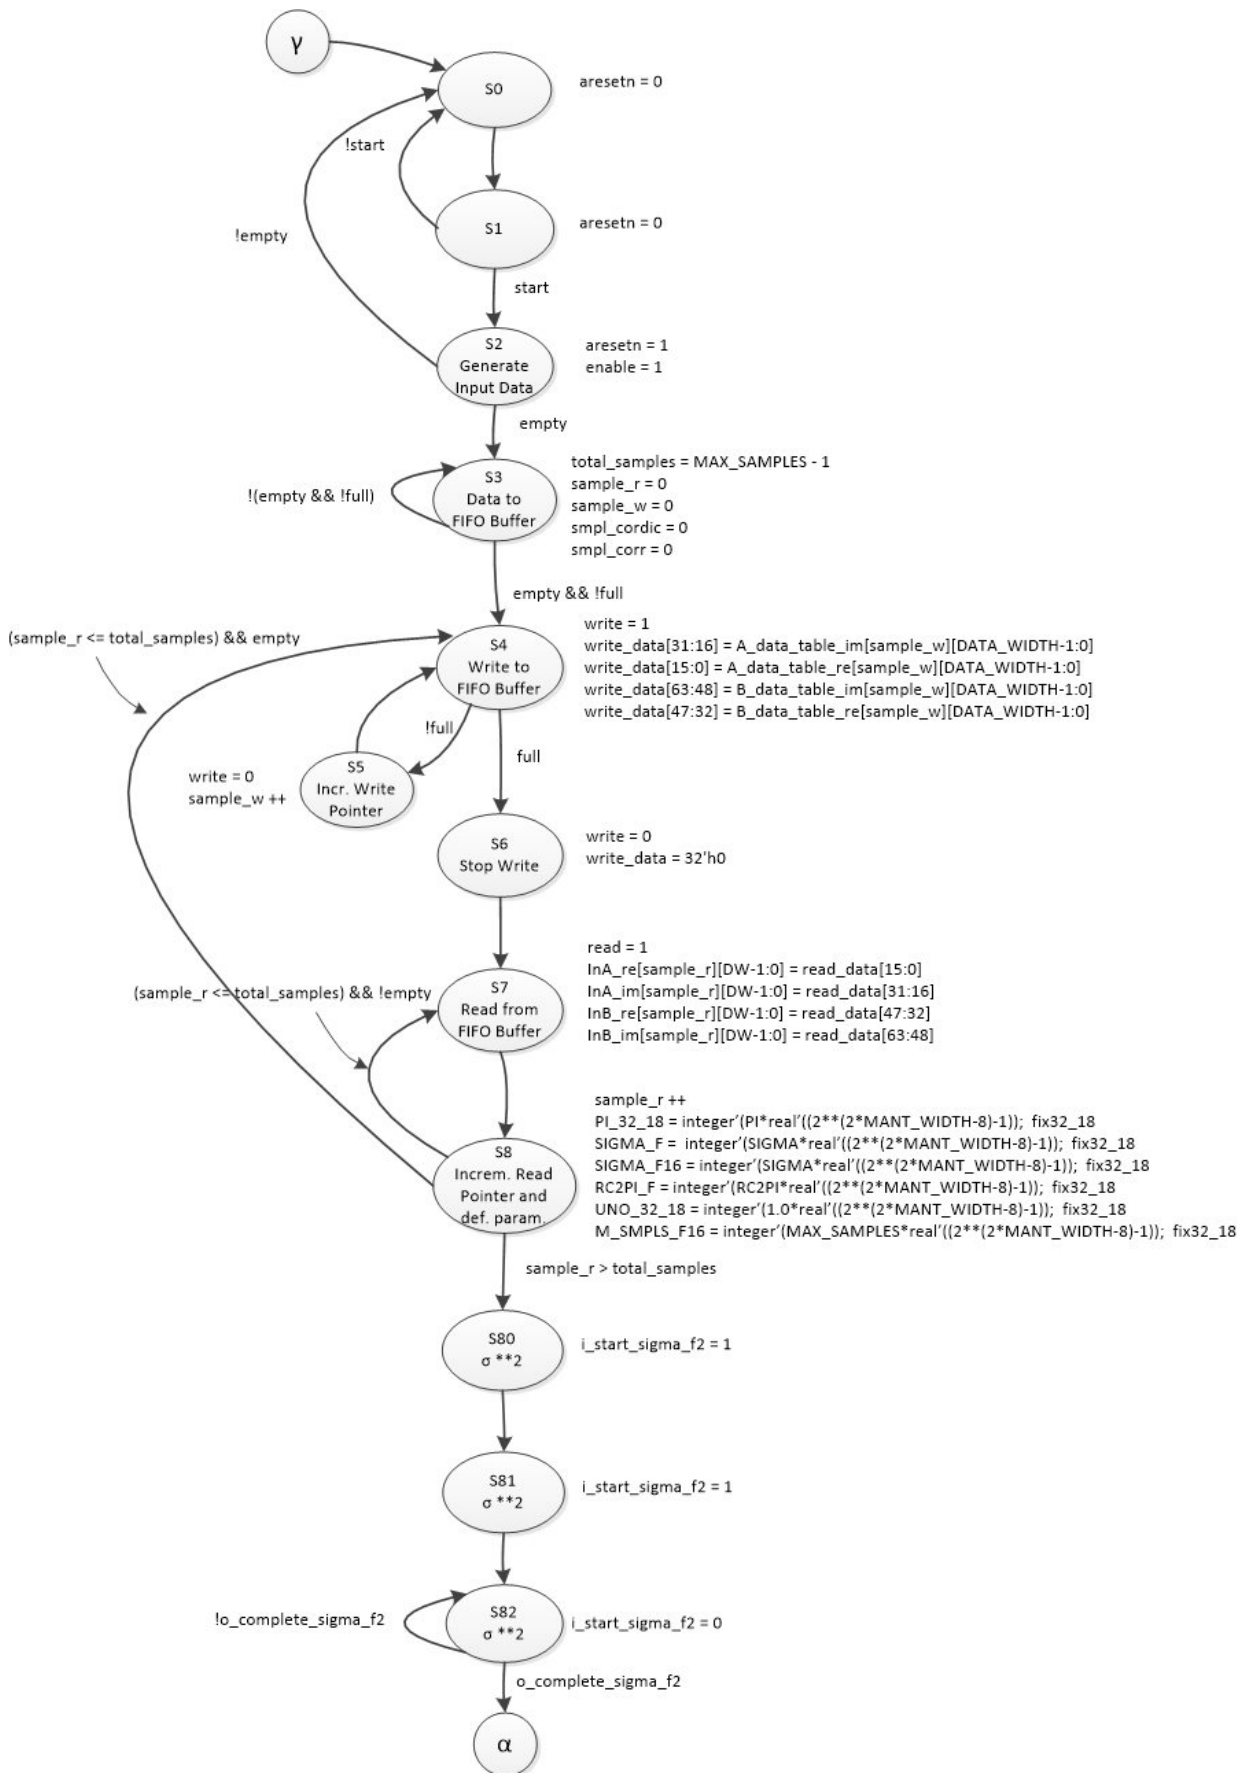 γ
S0
aresetn = 0
!start
S1
aresetn = 0
!empty
start
S2
Generate
Input Data
aresetn = 1
enable = 1
empty
S3
Data to
FIFO Buffer
!(empty && !full)
total_samples = MAX_SAMPLES - 1
sample_r = 0
sample_w = 0
smpl_cordic = 0
smpl_corr = 0
empty && !full
(sample_r <= total_samples) && empty
S4
Write to
FIFO Buffer
write = 1
write_data[31:16] = A_data_table_im[sample_w][DATA_WIDTH-1:0]
write_data[15:0] = A_data_table_re[sample_w][DATA_WIDTH-1:0]
write_data[63:48] = B_data_table_im[sample_w][DATA_WIDTH-1:0]
write_data[47:32] = B_data_table_re[sample_w][DATA_WIDTH-1:0]
!full
full
S5
Incr. Write
Pointer
write = 0
sample_w ++
S6
Stop Write
write = 0
write_data = 32'h0
(sample_r <= total_samples) && !empty
S7
Read from
FIFO Buffer
read = 1
InA_re[sample_r][DW-1:0] = read_data[15:0]
InA_im[sample_r][DW-1:0] = read_data[31:16]
InB_re[sample_r][DW-1:0] = read_data[47:32]
InB_im[sample_r][DW-1:0] = read_data[63:48]
S8
Increm. Read
Pointer and
def. param.
sample_r ++
PI_32_18 = integer'(PI*real'((2**(2*MANT_WIDTH-8)-1)); fix32_18
SIGMA_F = integer'(SIGMA*real'((2**(2*MANT_WIDTH-8)-1)); fix32_18
SIGMA_F16 = integer'(SIGMA*real'((2**(2*MANT_WIDTH-8)-1)); fix32_18
RC2PI_F = integer'(RC2PI*real'((2**(2*MANT_WIDTH-8)-1)); fix32_18
UNO_32_18 = integer'(1.0*real'((2**(2*MANT_WIDTH-8)-1)); fix32_18
M_SMPLS_F16 = integer'(MAX_SAMPLES*real'((2**(2*MANT_WIDTH-8)-1)); fix32_18
sample_r > total_samples
S80
σ **2
i_start_sigma_f2 = 1
S81
σ **2
i_start_sigma_f2 = 1
!o_complete_sigma_f2
S82
σ **2
i_start_sigma_f2 = 0
o_complete_sigma_f2
α